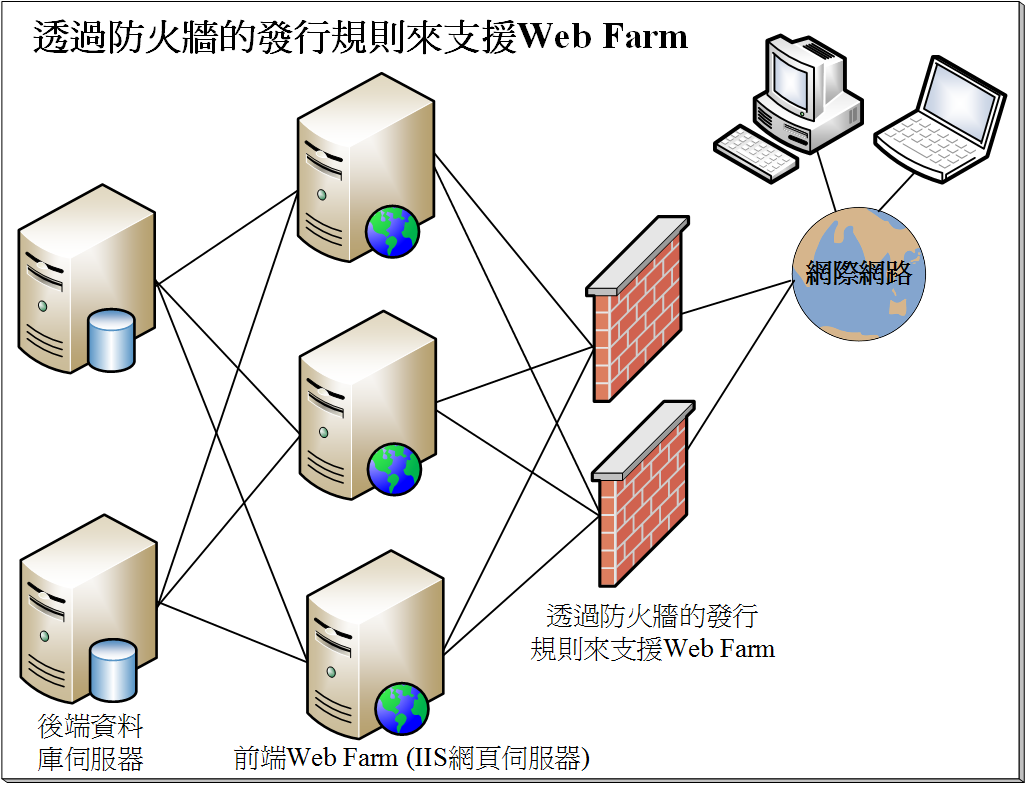 透過防火牆的發行規則來支援Web Farm
網際網路
透過防火牆的發行
規則來支援Web Farm
後端資料
庫伺服器
前端Web Farm (IIS網頁伺服器)